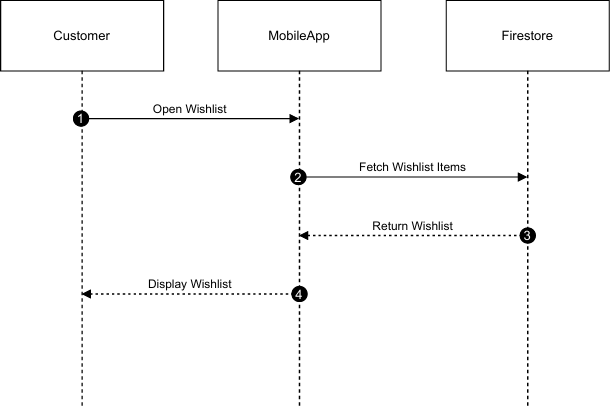 Customer
MobileApp
Firestore
1
Open Wishlist
2
Fetch Wishlist Items
Return Wishlist
3
Display Wishlist
4